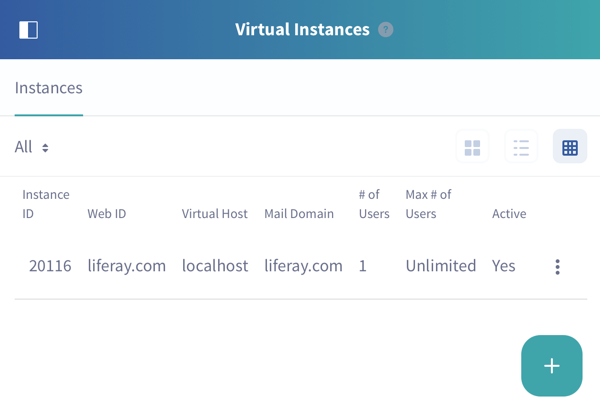 Virtual Instances ?
Instances
All
Instance ID Web ID Virtual Host Mail Domain # of Users Max # of Users Active
20116 liferay.com localhost liferay.com 1 Unlimited Yes